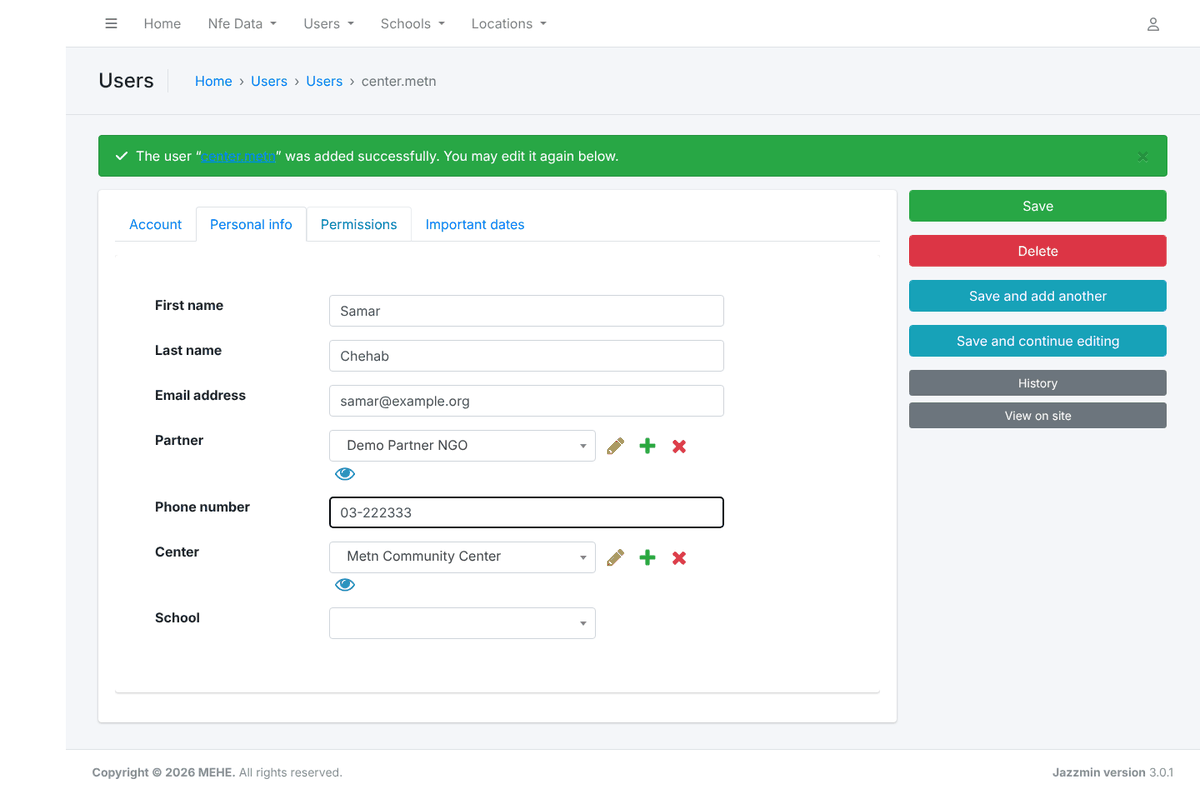 Home Nfe Data Users Schools Locations
Users Home › Users › Users › center.metn
The user “center.metn” was added successfully. You may edit it again below. ×
Account Personal info Permissions Important dates
First name Samar
Last name Chehab
Email address samar@example.org
Partner Demo Partner NGO
Phone number 03-222333
Center Metn Community Center
School
Save
Delete
Save and add another
Save and continue editing
History
View on site
Copyright © 2026 MEHE. All rights reserved. Jazzmin version 3.0.1